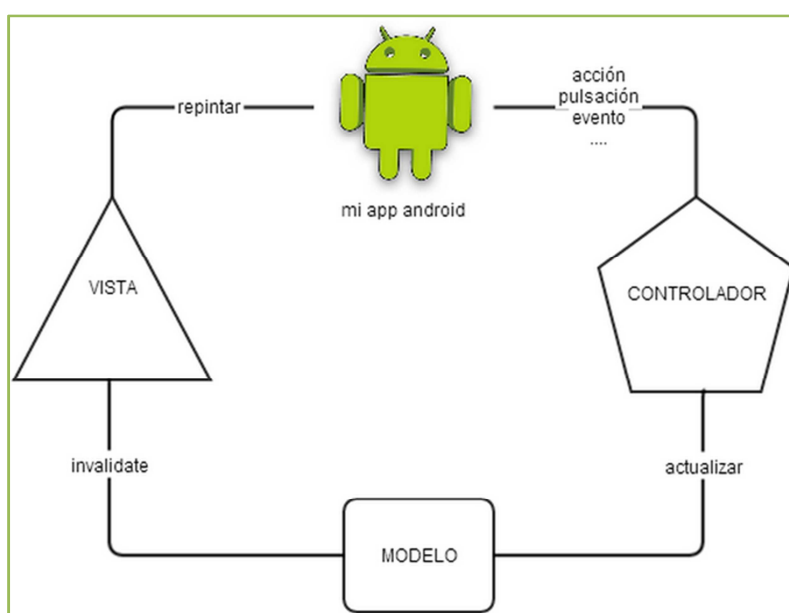 repintar
acción
pulsación
evento
....
mi app android
VISTA
CONTROLADOR
invalidate
actualizar
MODELO